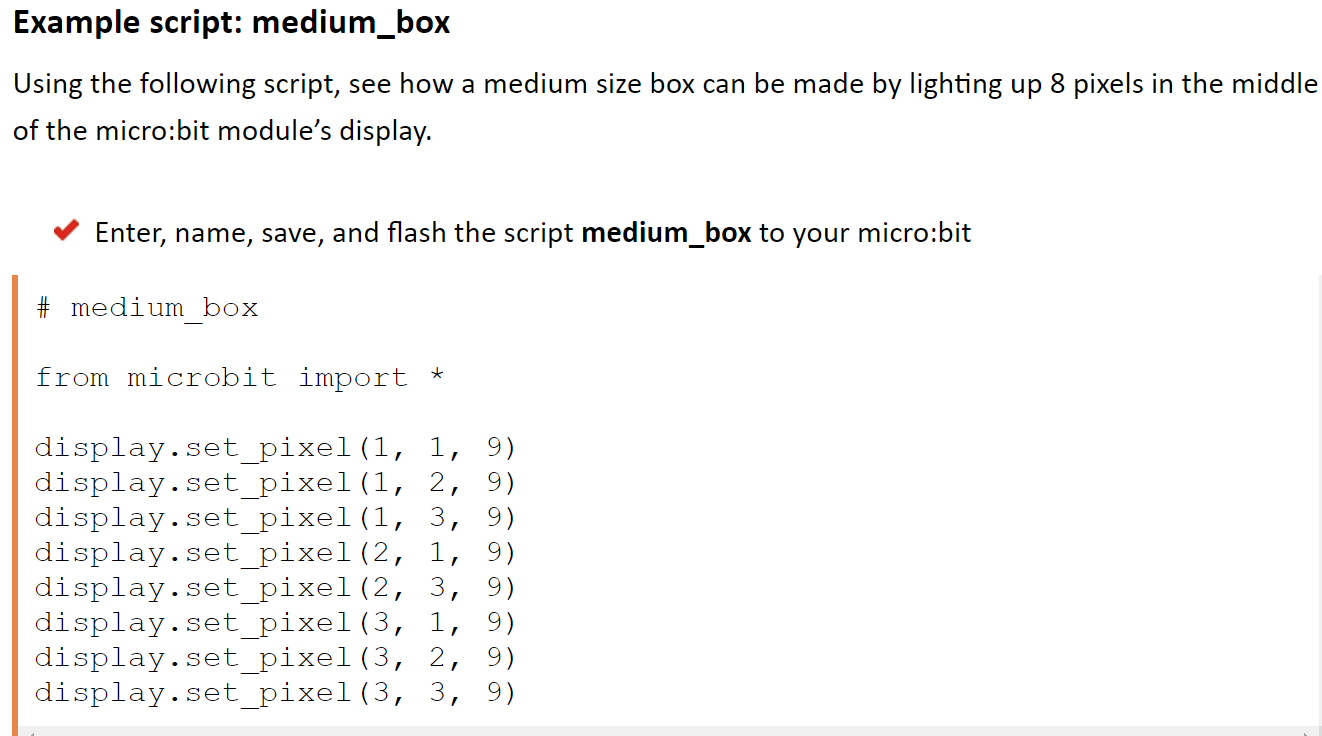 Example script: medium_box
Using the following script, see how a medium size box can be made by lighting up 8 pixels in the middle
of the micro:bit module’s display.
Enter, name, save, and flash the script medium_box to your micro:bit
# medium_box
from microbit import *
display.set_pixel(1, 1, 9)
display.set_pixel(1, 2, 9)
display.set_pixel(1, 3, 9)
display.set_pixel(2, 1, 9)
display.set_pixel(2, 3, 9)
display.set_pixel(3, 1, 9)
display.set_pixel(3, 2, 9)
display.set_pixel(3, 3, 9)